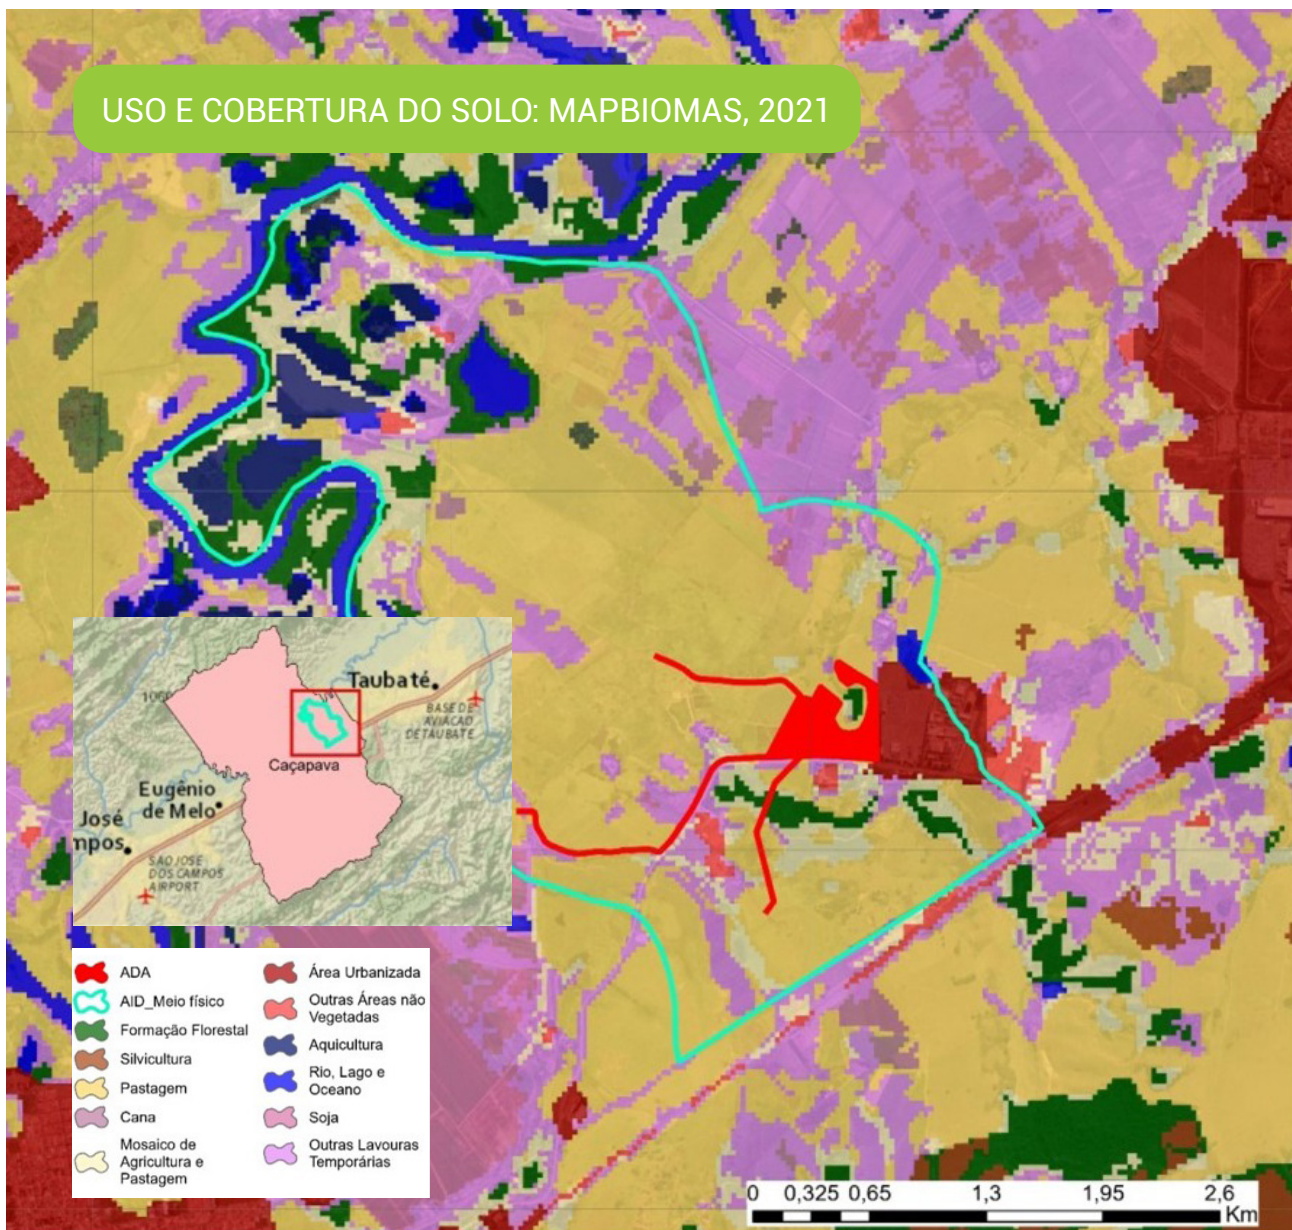 USO E COBERTURA DO SOLO: MAPBIOMAS, 2021
Taubaté
BASE DE
AVIACAO
DETAUBATE
Caçapava
Eugênio
de Melo
José
mpos
SAO JOSE
DOS CAMPOS
AIRPORT
ADA
AID_Meio físico
Formação Florestal
Silvicultura
Pastagem
Cana
Mosaico de
Agricultura e
Pastagem
Área Urbanizada
Outras Áreas não
Vegetadas
Aquicultura
Rio, Lago e
Oceano
Soja
Outras Lavouras
Temporárias
0 0,325 0,65 1,3 1,95 2,6
Km